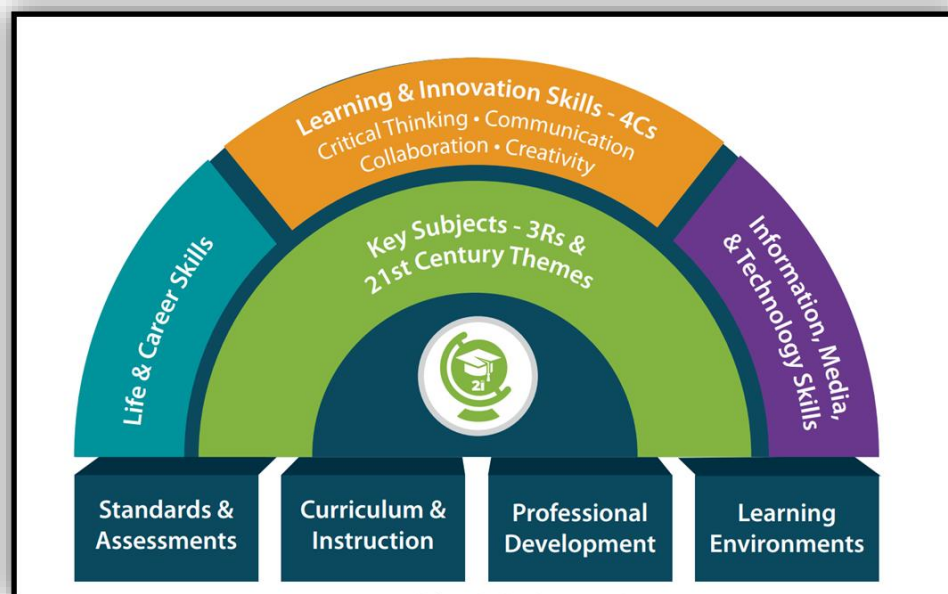 Learning & Innovation Skills - 4Cs
Critical Thinking • Communication
Collaboration • Creativity
Life & Career Skills
Key Subjects - 3Rs &
21st Century Themes
Information, Media,
& Technology Skills
21
Standards &
Assessments
Curriculum &
Instruction
Professional
Development
Learning
Environments